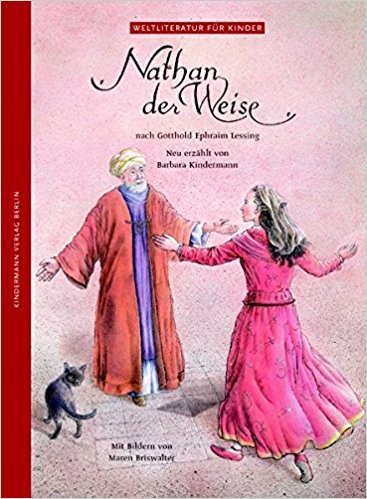 WELTLITERATUR FÜR KINDER
Nathan
der Weise
nach Gotthold Ephraim Lessing
Neu erzählt von
Barbara Kindermann
KINDERMANN VERLAG BERLIN
Mit Bildern von
Maren Briswalter